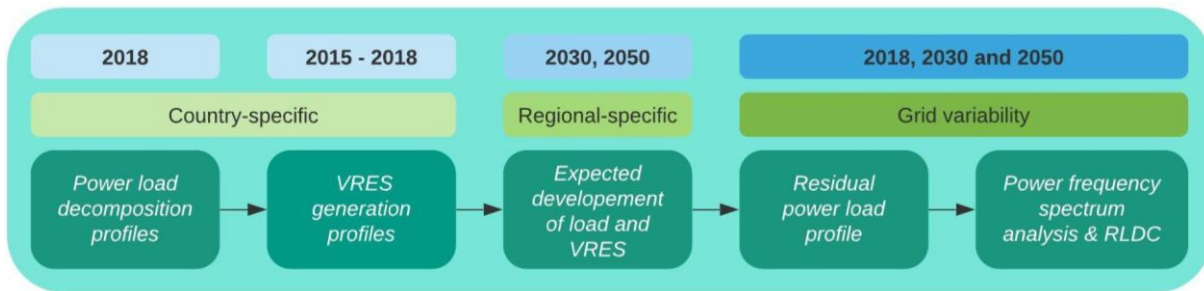 2018
2015 - 2018
2030, 2050
2018, 2030 and 2050
Country-specific
Regional-specific
Grid variability
Power load
decomposition
profiles
VRES
generation
profiles
Expected
developement
of load and
VRES
Residual
power load
profile
Power frequency
spectrum
analysis & RLDC